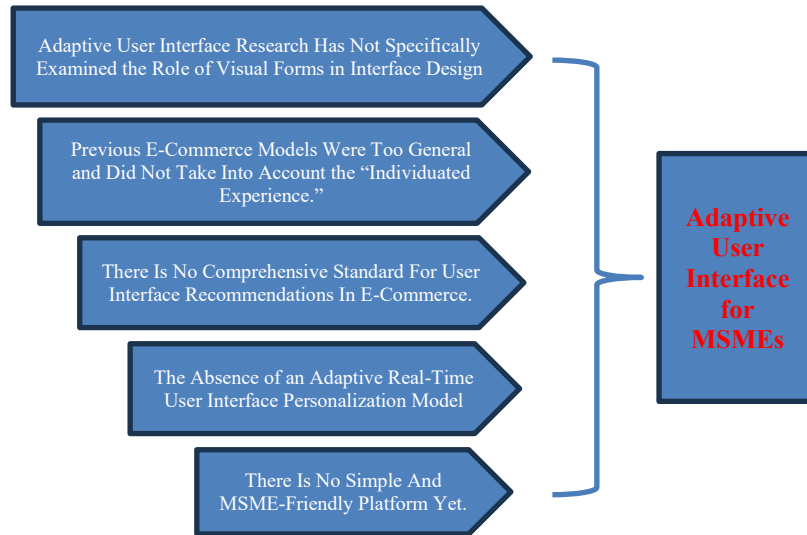 Adaptive User Interface Research Has Not Specifically
Examined the Role of Visual Forms in Interface Design
Previous E-Commerce Models Were Too General
and Did Not Take Into Account the “Individuated
Experience.”
There Is No Comprehensive Standard For User
Interface Recommendations In E-Commerce.
The Absence of an Adaptive Real-Time
User Interface Personalization Model
There Is No Simple And
MSME-Friendly Platform Yet.
Adaptive
User
Interface
for
MSMEs